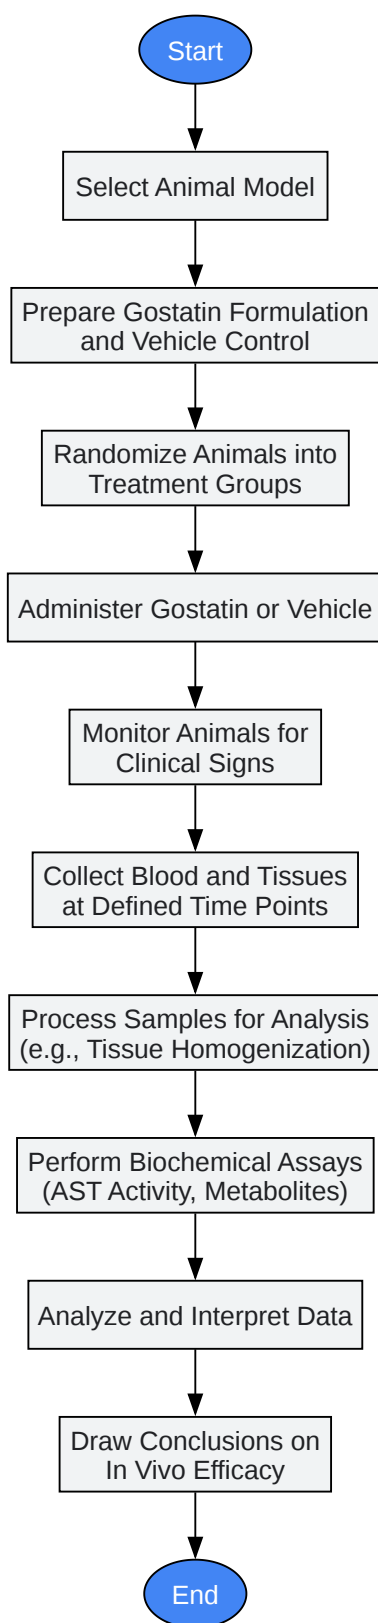 Start
Select Animal Model
Prepare Gostatin Formulation
and Vehicle Control
Randomize Animals into
Treatment Groups
Administer Gostatin or Vehicle
Monitor Animals for
Clinical Signs
Collect Blood and Tissues
at Defined Time Points
Process Samples for Analysis
(e.g., Tissue Homogenization)
Perform Biochemical Assays
(AST Activity, Metabolites)
Analyze and Interpret Data
Draw Conclusions on
In Vivo Efficacy
End